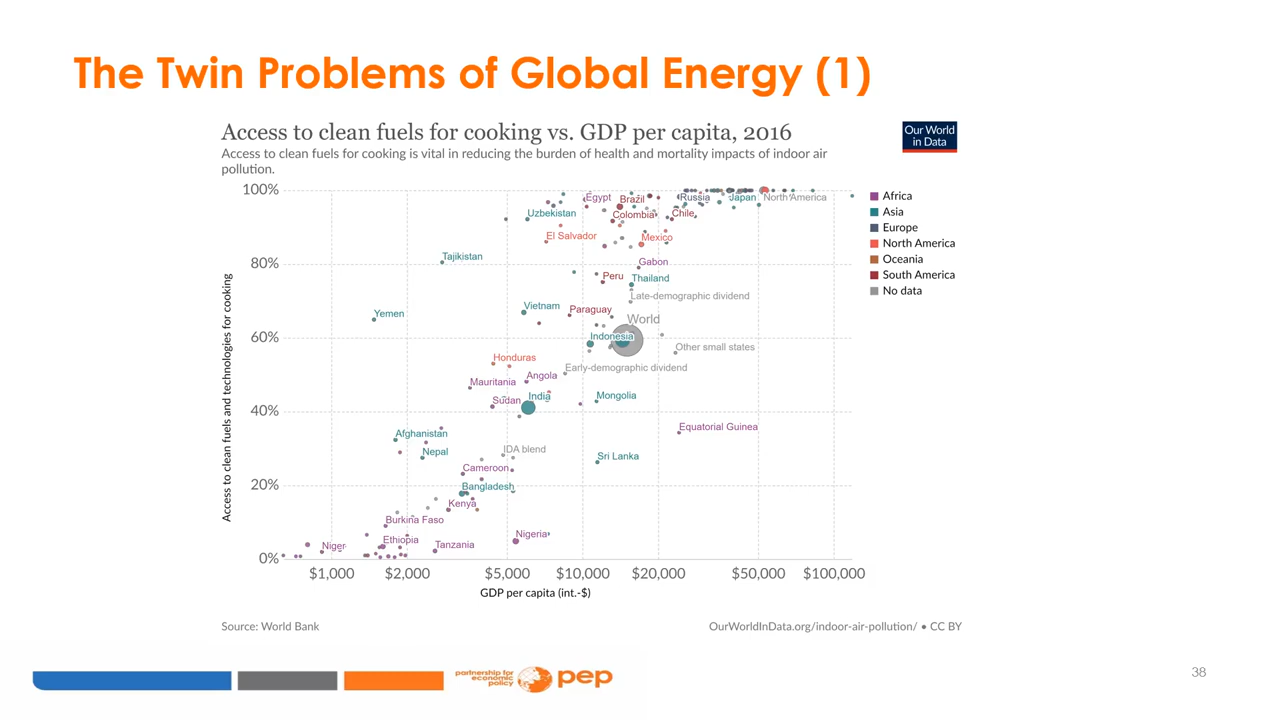 The Twin Problems of Global Energy (1)
Access to clean fuels for cooking vs. GDP per capita, 2016
Our World
in Data
Access to clean fuels for cooking is vital in reducing the burden of health and mortality impacts of indoor air
pollution.
Access to clean fuels and technologies for cooking
100%
80%
60%
40%
20%
0%
Egypt
Brazil
Russia
Japan
North America
Uzbekistan
Colombia
Chile
El Salvador
Mexico
Tajikistan
Gabon
Peru
Thailand
Late-demographic dividend
Vietnam
Paraguay
Yemen
World
Indonesia
Other small states
Honduras
Early-demographic dividend
Angola
Mauritania
Sudan
India
Mongolia
Equatorial Guinea
Afghanistan
Nepal
IDA blend
Sri Lanka
Cameroon
Bangladesh
Kenya
Burkina Faso
Nigeria
Niger
Ethiopia
Tanzania
$1,000
$2,000
$5,000
$10,000
$20,000
$50,000
$100,000
GDP per capita (int.-$)
Africa
Asia
Europe
North America
Oceania
South America
No data
Source: World Bank
OurWorldInData.org/indoor-air-pollution/ • CC BY
partnership for
economic
policy
pep
38